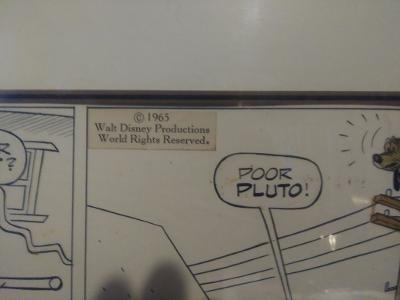 © 1965
Walt Disney Productions
World Rights Reserved.
POOR
PLUTO!